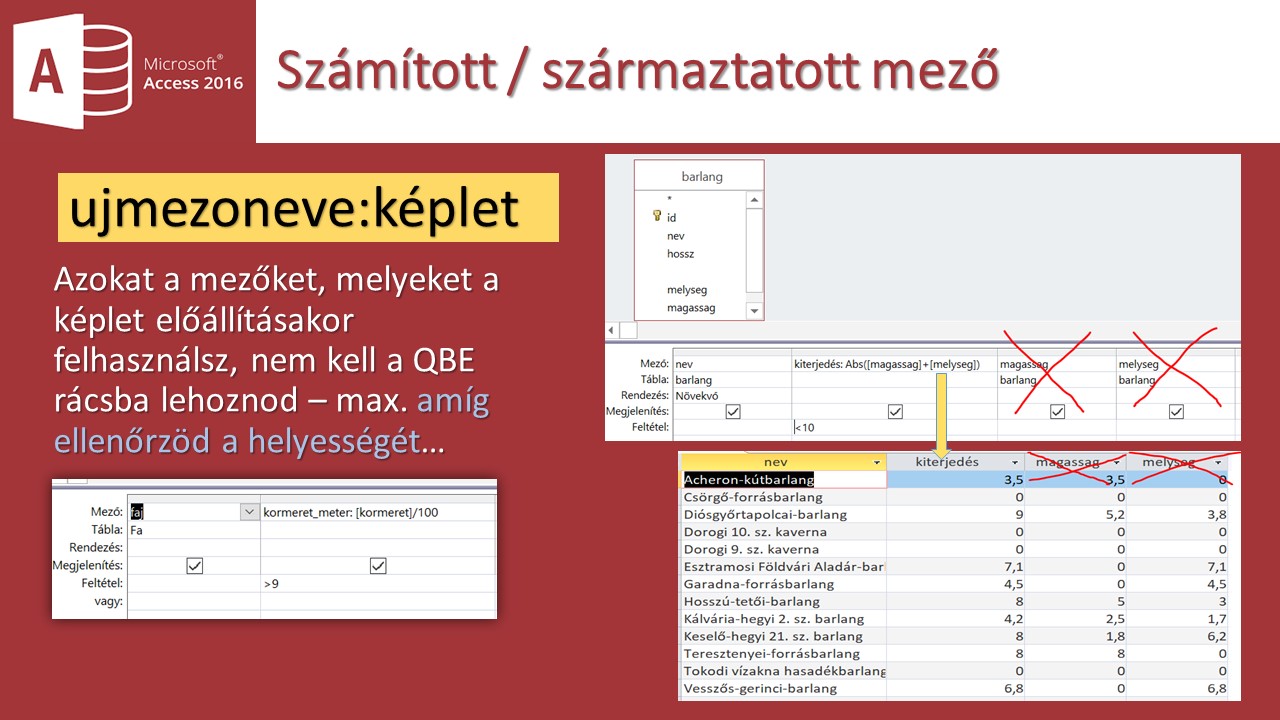 Microsoft®
Access 2016
Számított / származtatott mező
ujmezoneve:képlet
Azokat a mezőket, melyeket a
képlet előállításakor
felhasználsz, nem kell a QBE
rácsba lehoznod – max. amíg
ellenőrzöd a helyességét...
Mező: faj kormeret_meter: [kormeret]/100
Tábla: Fa
Rendezés:
Megjelenítés:
Feltétel: >9
vagy:
barlang
*
id
nev
hossz
melyseg
magassag
Mező: nev kiterjedés: Abs([magassag]+[melyseg]) magassag melyseg
Tábla: barlang barlang barlang
Rendezés: Növekvő
Megjelenítés:
Feltétel: <10
nev kiterjedés magassag melyseg
Acheron-kútbarlang 3,5 3,5 0
Csörgő-forrásbarlang 0 0 0
Diósgyőrtapolcai-barlang 9 5,2 3,8
Dorogi 10. sz. kaverna 0 0 0
Dorogi 9. sz. kaverna 0 0 0
Esztramosi Földvári Aladár-bar 7,1 0 7,1
Garadna-forrásbarlang 4,5 0 4,5
Hosszú-tetői-barlang 8 5 3
Kálvária-hegyi 2. sz. barlang 4,2 2,5 1,7
Keselő-hegyi 21. sz. barlang 8 1,8 6,2
Teresztenyei-forrásbarlang 8 8 0
Tokodi vízakna hasadékbarlang 0 0 0
Vesszős-gerinci-barlang 6,8 0 6,8